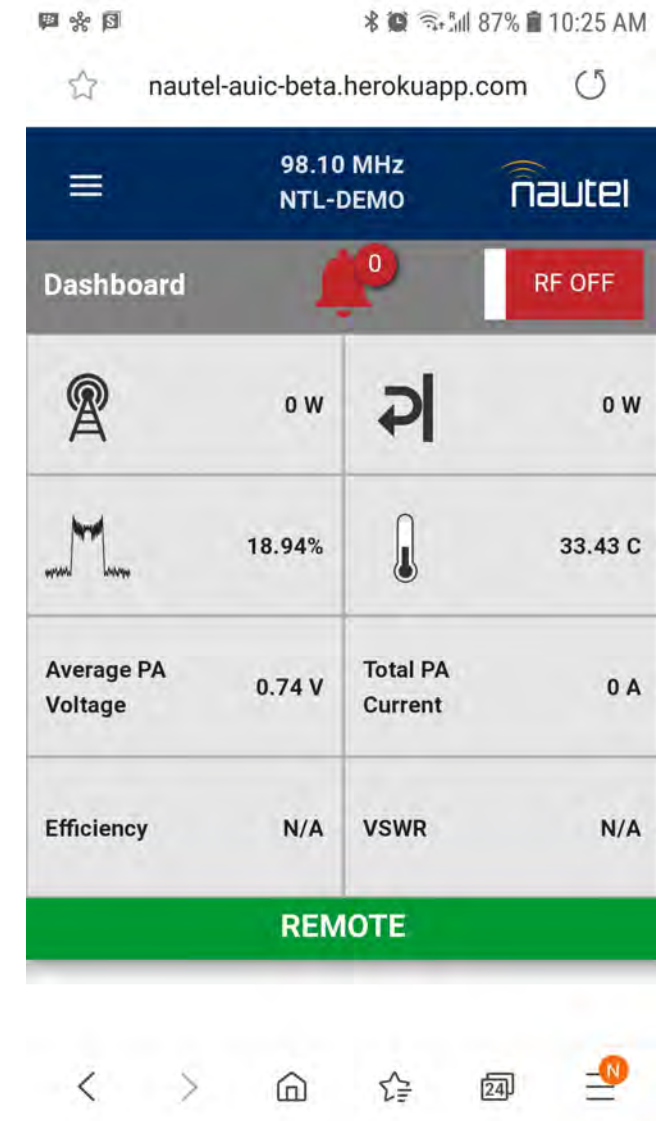 87% 10:25 AM
nautel-auic-beta.herokuapp.com
98.10 MHz
NTL-DEMO
nautel
Dashboard
0
RF OFF
0 W
0 W
18.94%
33.43 C
Average PA
Voltage
0.74 V
Total PA
Current
0 A
Efficiency
N/A
VSWR
N/A
REMOTE
24
N